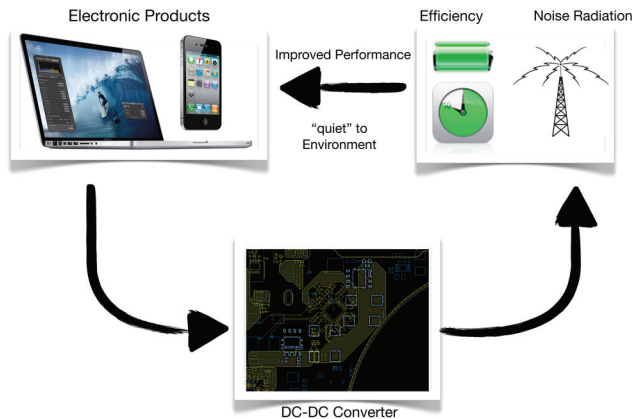 Electronic Products
Efficiency
Noise Radiation
Improved Performance
"quiet" to
Environment
DC-DC Converter